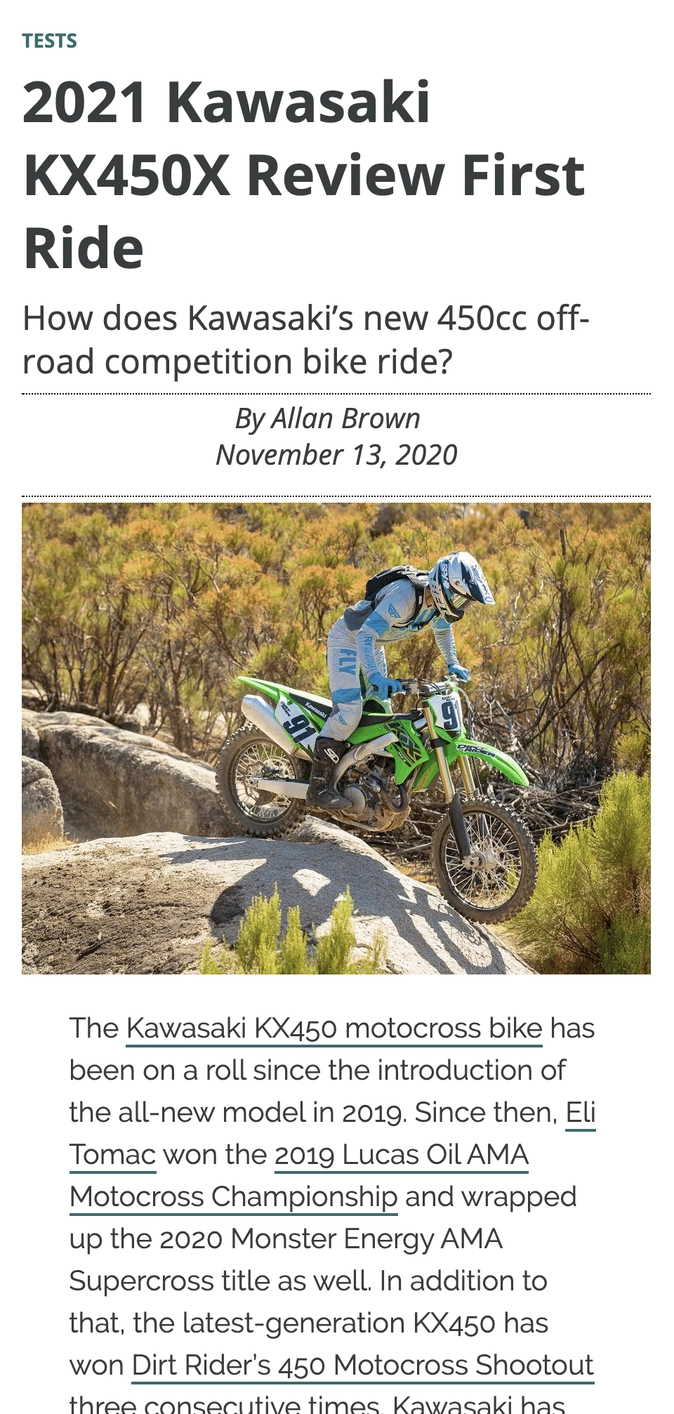 TESTS
2021 Kawasaki
KX450X Review First
Ride
How does Kawasaki’s new 450cc off-
road competition bike ride?
By Allan Brown
November 13, 2020
FLY
91
9
The Kawasaki KX450 motocross bike has
been on a roll since the introduction of
the all-new model in 2019. Since then, Eli
Tomac won the 2019 Lucas Oil AMA
Motocross Championship and wrapped
up the 2020 Monster Energy AMA
Supercross title as well. In addition to
that, the latest-generation KX450 has
won Dirt Rider’s 450 Motocross Shootout
three consecutive times. Kawasaki has